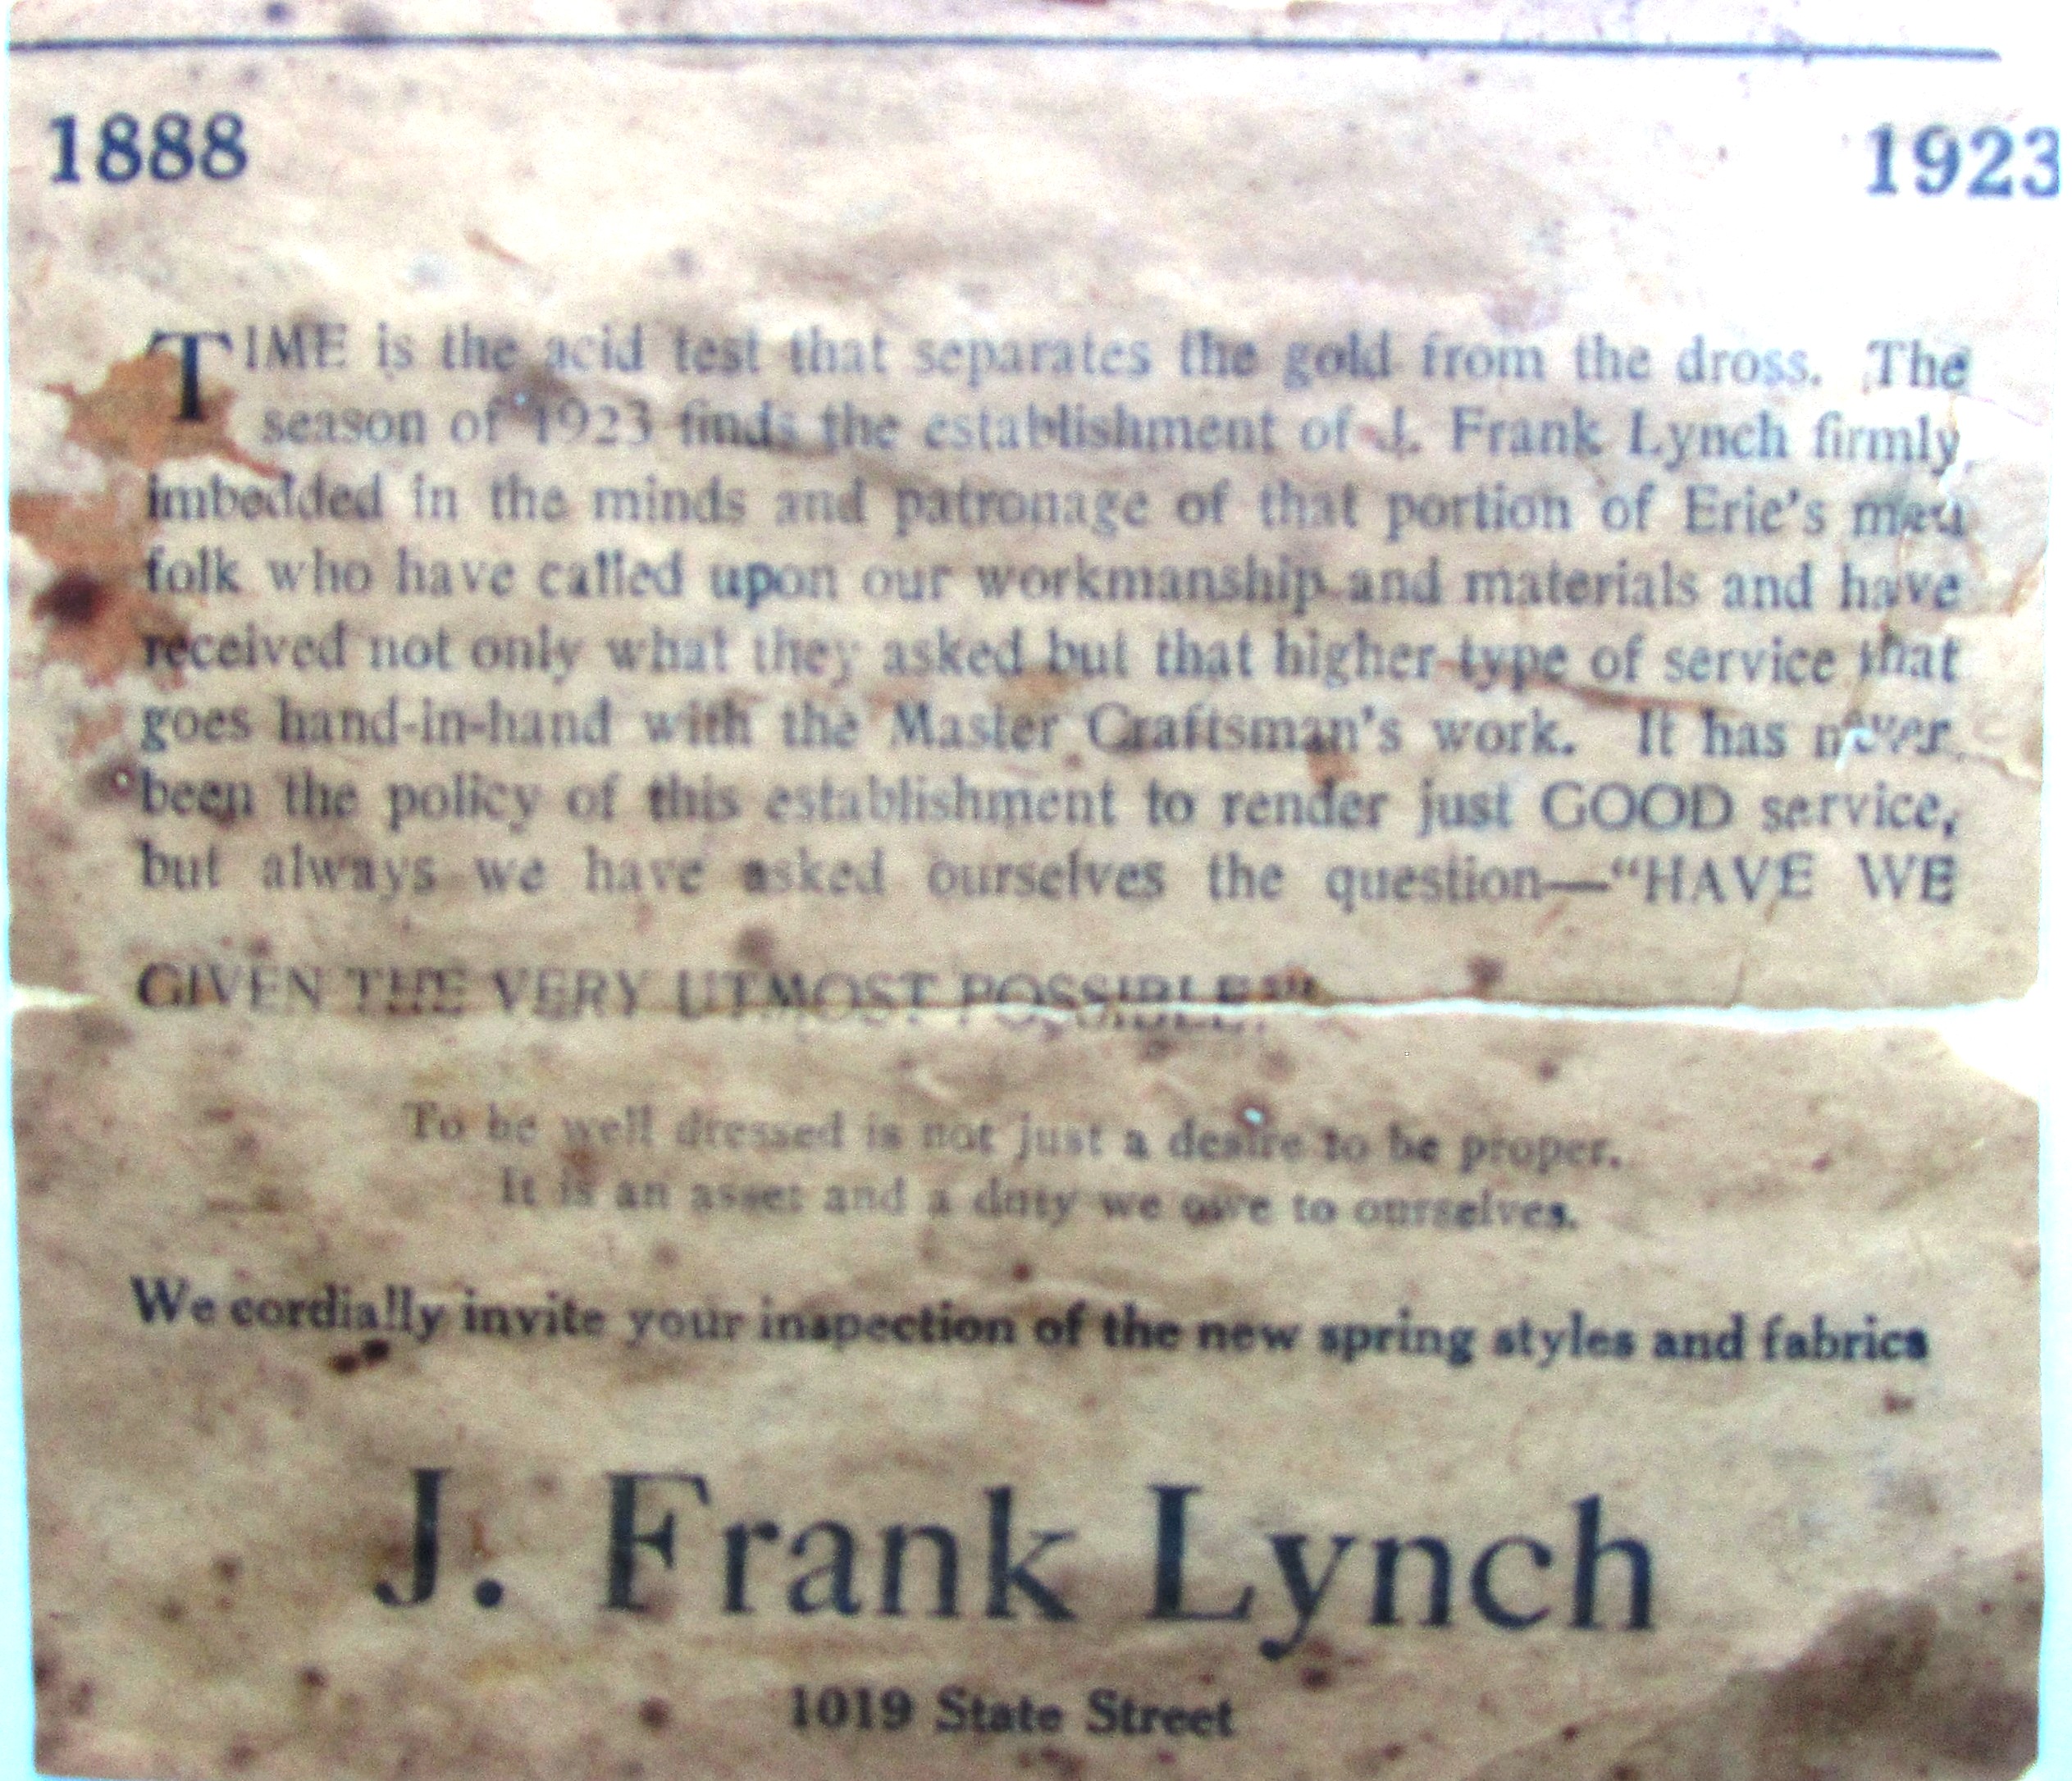 1888 1923
TIME is the acid test that separates the gold from the dross. The
season of 1923 finds the establishment of J. Frank Lynch firmly
imbedded in the minds and patronage of that portion of Erie's men
folk who have called upon our workmanship and materials and have
received not only what they asked but that higher type of service that
goes hand-in-hand with the Master Craftsman's work. It has never
been the policy of this establishment to render just GOOD service,
but always we have asked ourselves the question—"HAVE WE
GIVEN THE VERY UTMOST POSSIBLE?"
To be well dressed is not just a desire to be proper.
It is an asset and a duty we owe to ourselves.
We cordially invite your inspection of the new spring styles and fabrics
J. Frank Lynch
1019 State Street